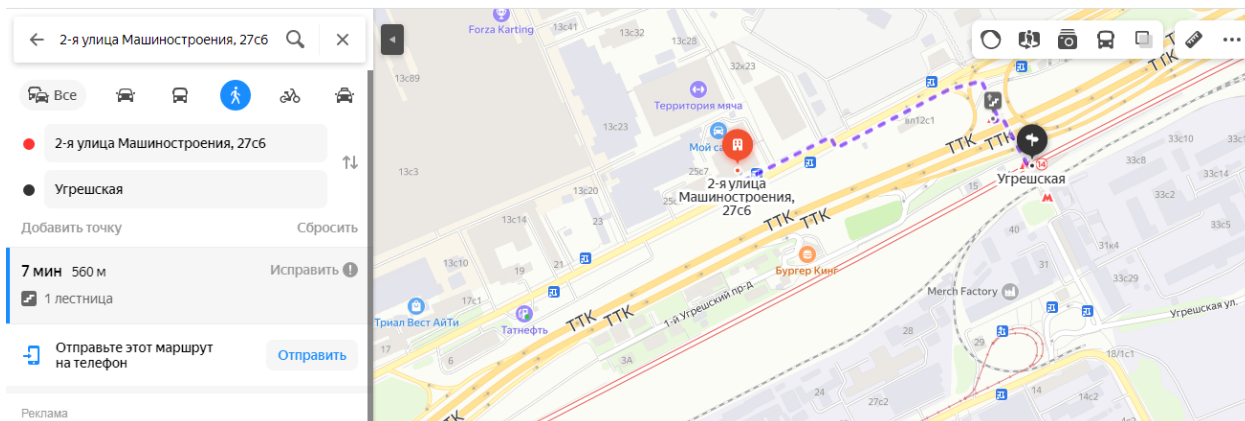 2-я улица Машиностроения, 27с6
Все
2-я улица Машиностроения, 27с6
Угрешская
Добавить точку
Сбросить
7 мин 560 м
Исправить
1 лестница
Отправьте этот маршрут
на телефон
Отправить
Реклама
Forza Karting
13с41
13с32
13с28
32к23
13с89
ТТК
Территория мяча
13с23
вл12с1
Мой са
ТТК ТТК
14
33с10
13с1
33с8
13с3
25с7
Угрешская
33с14
2-я улица
Машиностроения,
27с6
13с20
15
33с2
25с
13с14
23
ТТК ТТК
40
33с5
31к4
13с10
19
21
Бургер Кинг
31
33с29
17с1
Merch Factory
1-й Угрешский пр-д
Триал Вест АйТи
Татнефть
ТТК ТТК
Угрешская ул.
28
29
17
6
3А
18/1с1
24
27с2
14
14с2
ТТК